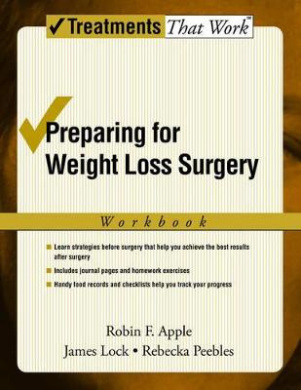 Treatments That Work™
Preparing for
Weight Loss Surgery
Workbook
Learn strategies before surgery that help you achieve the best results
after surgery
Includes journal pages and homework exercises
Handy food records and checklists help you track your progress
Robin F. Apple
James Lock • Rebecka Peebles